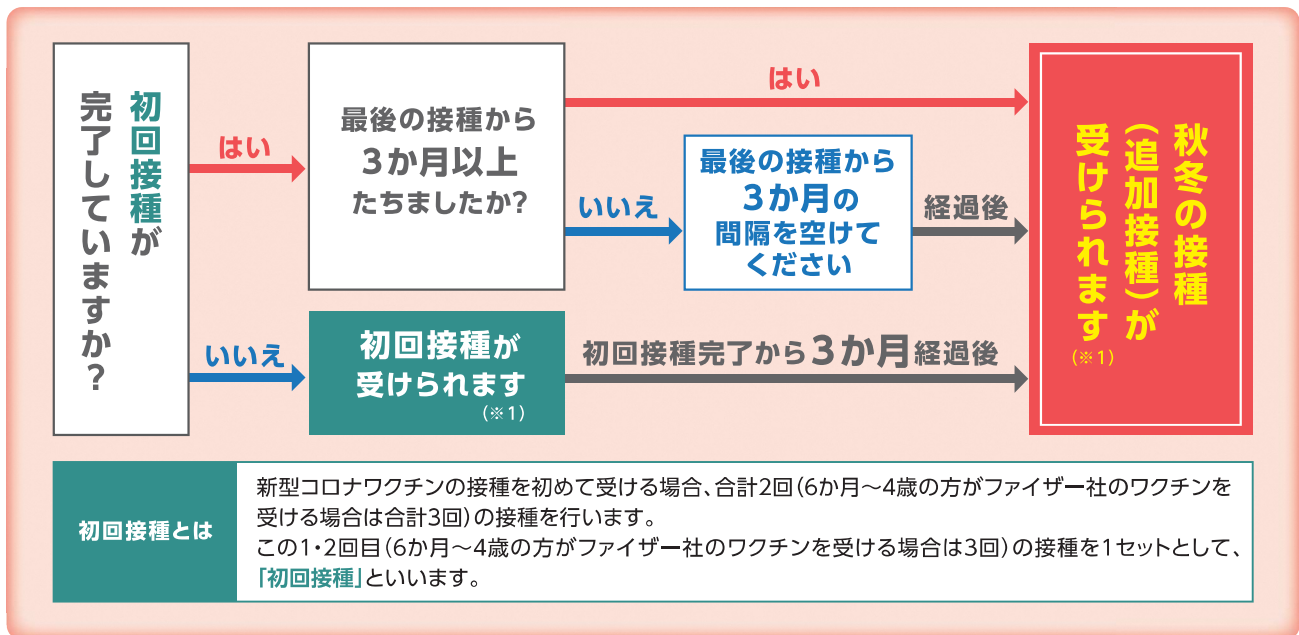 初回接種が
完了していますか？
はい
いいえ
最後の接種から
3か月以上
たちましたか？
はい
いいえ
最後の接種から
3か月の
間隔を空けて
ください
経過後
初回接種が
受けられます
（※1）
初回接種完了から3か月経過後
秋冬の接種
（追加接種）が
受けられます
（※1）
初回接種とは
新型コロナワクチンの接種を初めて受ける場合、合計2回（6か月～4歳の方がファイザー社のワクチンを
受ける場合は合計3回）の接種を行います。
この1・2回目（6か月～4歳の方がファイザー社のワクチンを受ける場合は3回）の接種を1セットとして、
「初回接種」といいます。